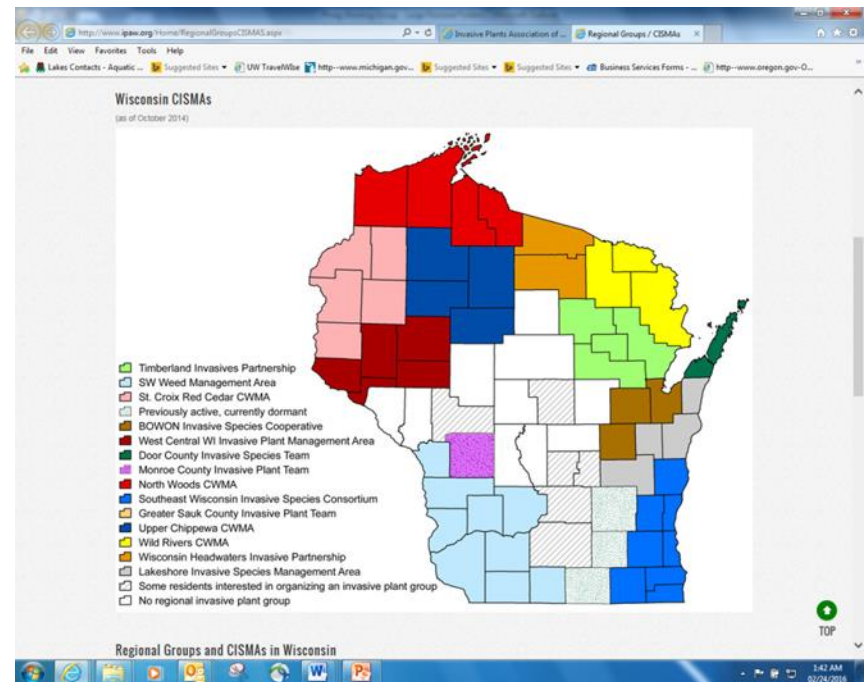 http://www.ipaw.org/Home/RegionalGroupsCISMAS.aspx
Invasive Plants Association of ...
Regional Groups / CISMAs
File Edit View Favorites Tools Help
Lakes Contacts - Aquatic ... Suggested Sites UW TravelWIse http--www.michigan.gov... Suggested Sites Suggested Sites Business Services Forms - ... http--www.oregon.gov-O...
Wisconsin CISMAs
(as of October 2014)
Timberland Invasives Partnership
SW Weed Management Area
St. Croix Red Cedar CWMA
Previously active, currently dormant
BOWON Invasive Species Cooperative
West Central WI Invasive Plant Management Area
Door County Invasive Species Team
Monroe County Invasive Plant Team
North Woods CWMA
Southeast Wisconsin Invasive Species Consortium
Greater Sauk County Invasive Plant Team
Upper Chippewa CWMA
Wild Rivers CWMA
Wisconsin Headwaters Invasive Partnership
Lakeshore Invasive Species Management Area
Some residents interested in organizing an invasive plant group
No regional invasive plant group
TOP
Regional Groups and CISMAs in Wisconsin
1:42 AM
02/24/2016